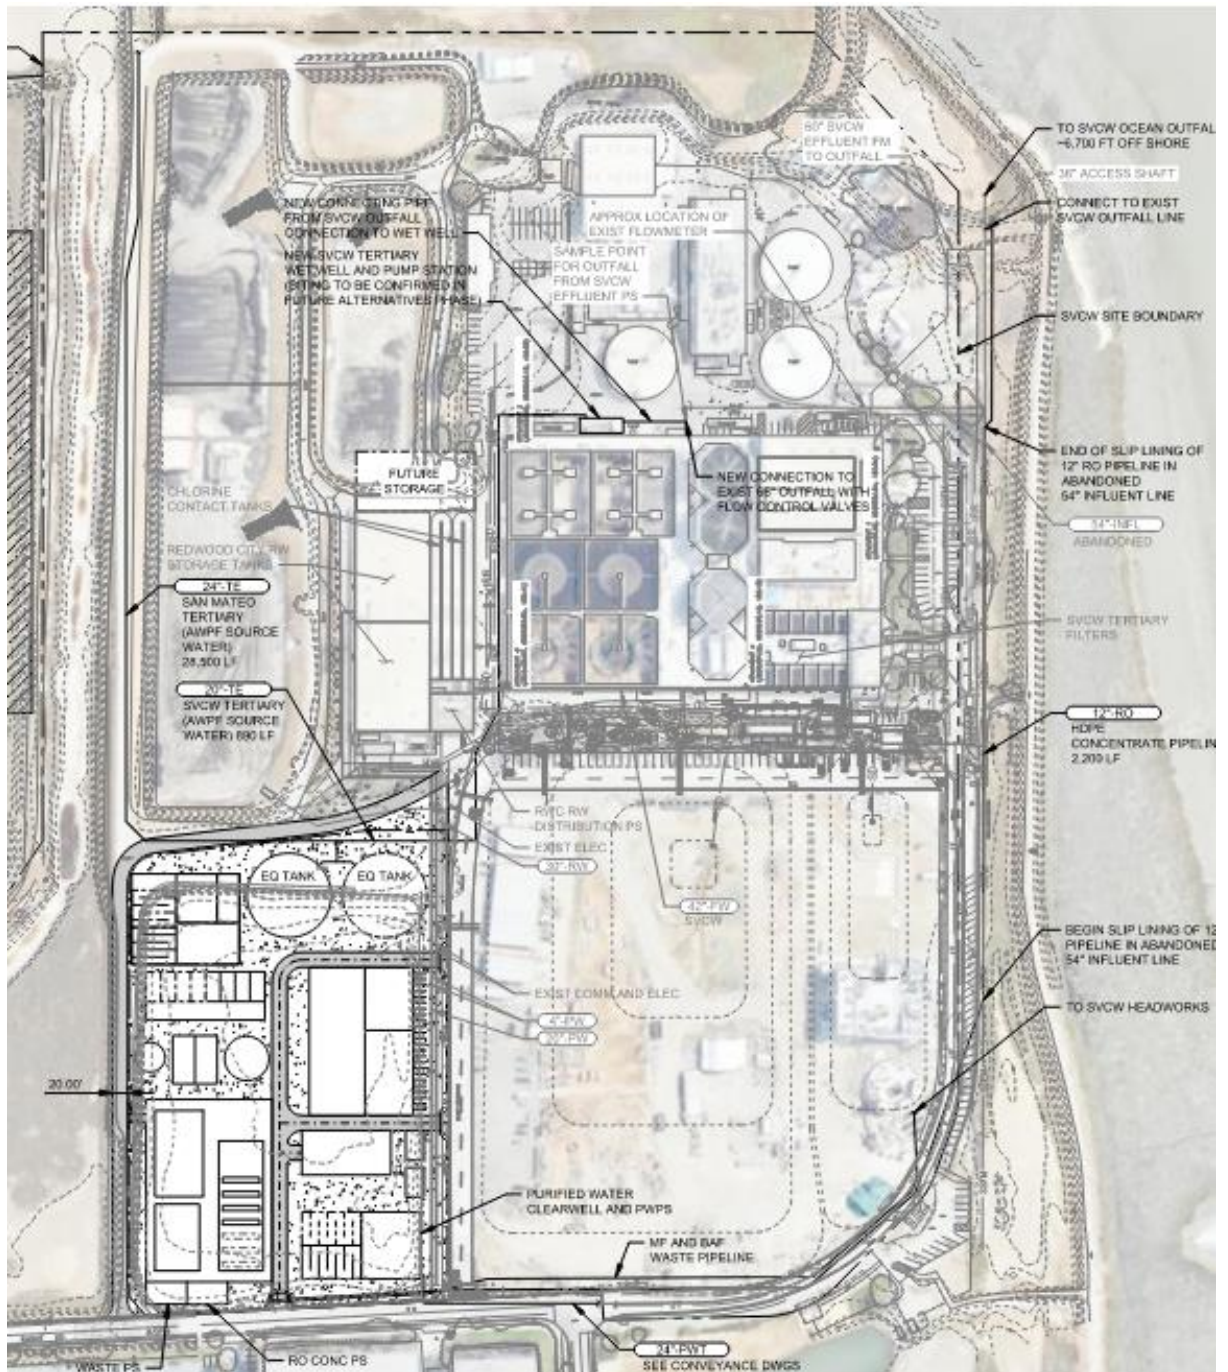 60" SVCW
EFFLUENT FM
TO OUTFALL
TO SVCW OCEAN OUTFAL
~6,700 FT OFF SHORE
36" ACCESS SHAFT
CONNECT TO EXIST
SVCW OUTFALL LINE
NEW CONNECTING PIPE
FROM SVCW OUTFALL
CONNECTION TO WET WELL
APPROX LOCATION OF
EXIST FLOWMETER
NEW SVCW TERTIARY
WETWELL AND PUMP STATION
(SITING TO BE CONFIRMED IN
FUTURE ALTERNATIVES PHASE)
SAMPLE POINT
FOR OUTFALL
FROM SVCW
EFFLUENT PS
SVCW SITE BOUNDARY
FUTURE
STORAGE
NEW CONNECTION TO
EXIST 66" OUTFALL WITH
FLOW CONTROL VALVES
END OF SLIP LINING OF
12" RO PIPELINE IN
ABANDONED
54" INFLUENT LINE
CHLORINE
CONTACT TANKS
54"-INFL
ABANDONED
REDWOOD CITY RW
STORAGE TANKS
24"-TE
SAN MATEO
TERTIARY
(AWPF SOURCE
WATER)
28,500 LF
SVCW TERTIARY
FILTERS
20"-TE
SVCW TERTIARY
(AWPF SOURCE
WATER) 890 LF
12"-RO
HDPE
CONCENTRATE PIPELIN
2,200 LF
RWC RW
DISTRIBUTION PS
EXIST ELEC
30"-RW
EQ TANK
EQ TANK
42"-FW
SVCW
BEGIN SLIP LINING OF 12
PIPELINE IN ABANDONED
54" INFLUENT LINE
EXIST COMM AND ELEC
TO SVCW HEADWORKS
20"-PW
20.00'
PURIFIED WATER
CLEARWELL AND PWPS
MF AND BAF
WASTE PIPELINE
WASTE PS
RO CONC PS
24"-PWT
SEE CONVEYANCE DWGS